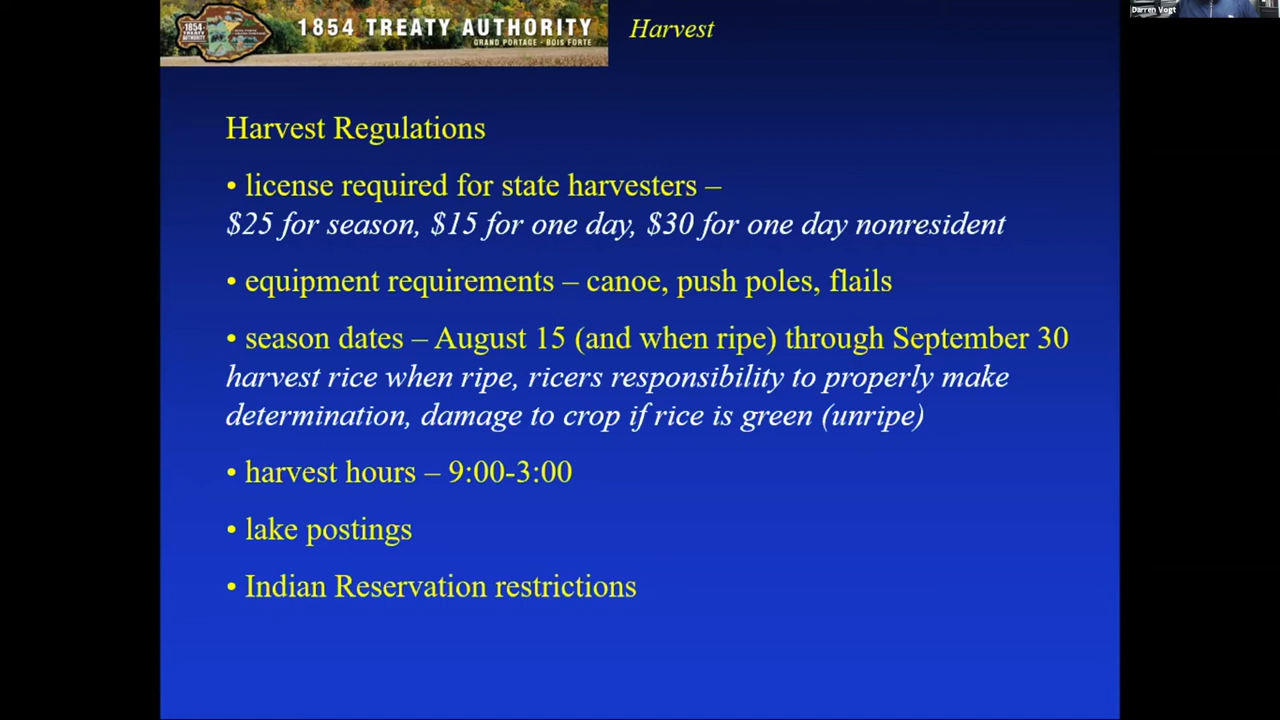 1854 TREATY AUTHORITY
GRAND PORTAGE - BOIS FORTE
Harvest
Darren Vogt
Harvest Regulations
• license required for state harvesters –
$25 for season, $15 for one day, $30 for one day nonresident
• equipment requirements – canoe, push poles, flails
• season dates – August 15 (and when ripe) through September 30
harvest rice when ripe, ricers responsibility to properly make
determination, damage to crop if rice is green (unripe)
• harvest hours – 9:00-3:00
• lake postings
• Indian Reservation restrictions